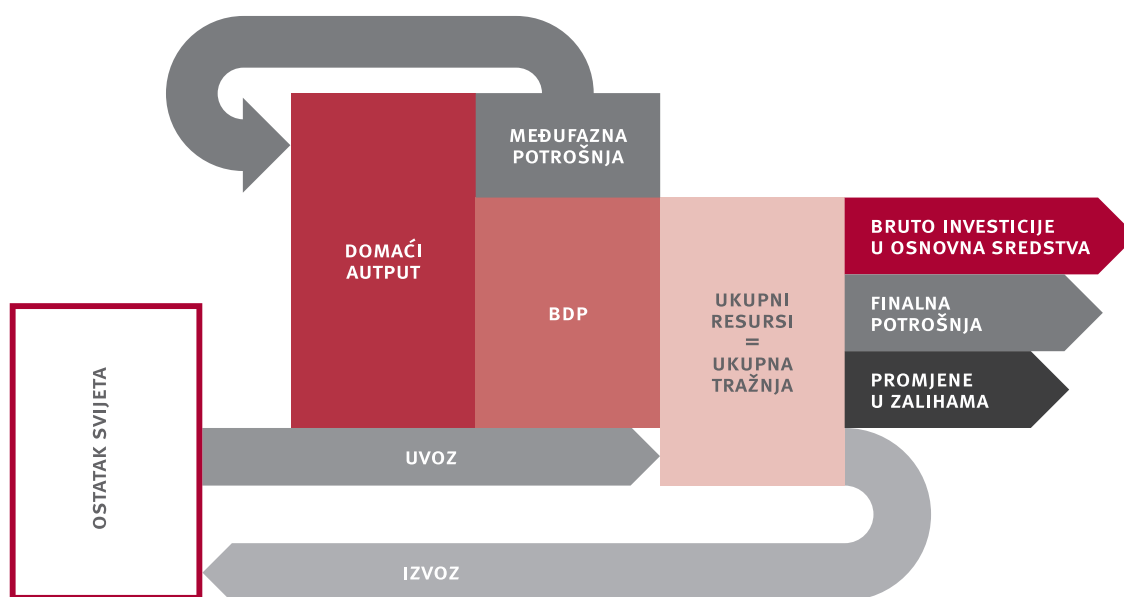 MEĐUFAZNA
POTROŠNJA
DOMAĆI
AUTPUT
BDP
UKUPNI
RESURSI
=
UKUPNA
TRAŽNJA
BRUTO INVESTICIJE
U OSNOVNA SREDSTVA
FINALNA
POTROŠNJA
PROMJENE
U ZALIHAMA
OSTATAK SVIJETA
UVOZ
IZVOZ